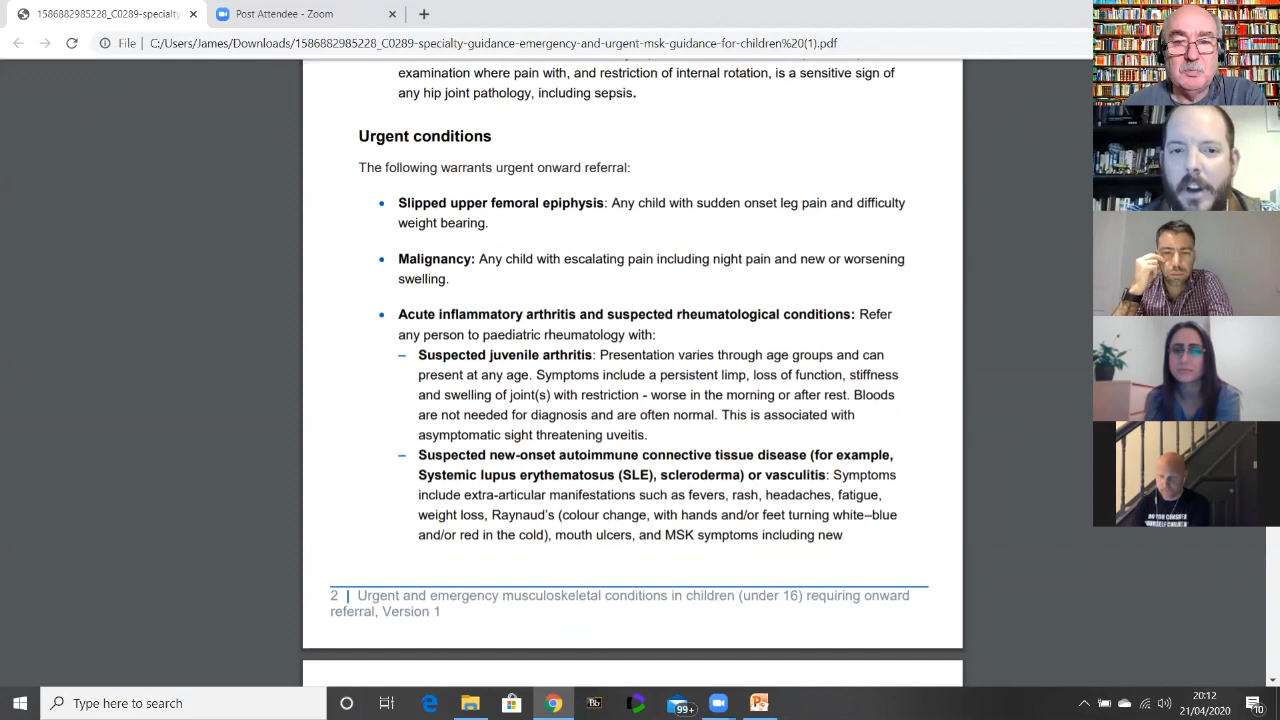 1586882985228_C0289-specialty
Post Attendee - Zoom
File | C:/Users/James/Downloads/1586882985228_C0289-specialty-guidance-emergency-and-urgent-msk-guidance-for-children%20(1).pdf
examination where pain with, and restriction of internal rotation, is a sensitive sign of
any hip joint pathology, including sepsis.
Urgent conditions
The following warrants urgent onward referral:
• Slipped upper femoral epiphysis: Any child with sudden onset leg pain and difficulty
weight bearing.
• Malignancy: Any child with escalating pain including night pain and new or worsening
swelling.
• Acute inflammatory arthritis and suspected rheumatological conditions: Refer
any person to paediatric rheumatology with:
– Suspected juvenile arthritis: Presentation varies through age groups and can
present at any age. Symptoms include a persistent limp, loss of function, stiffness
and swelling of joint(s) with restriction - worse in the morning or after rest. Bloods
are not needed for diagnosis and are often normal. This is associated with
asymptomatic sight threatening uveitis.
– Suspected new-onset autoimmune connective tissue disease (for example,
Systemic lupus erythematosus (SLE), scleroderma) or vasculitis: Symptoms
include extra-articular manifestations such as fevers, rash, headaches, fatigue,
weight loss, Raynaud's (colour change, with hands and/or feet turning white–blue
and/or red in the cold), mouth ulcers, and MSK symptoms including new
2 | Urgent and emergency musculoskeletal conditions in children (under 16) requiring onward
referral, Version 1
DO YOU CONSIDER
Type here to search
99+
20:12
21/04/2020
10